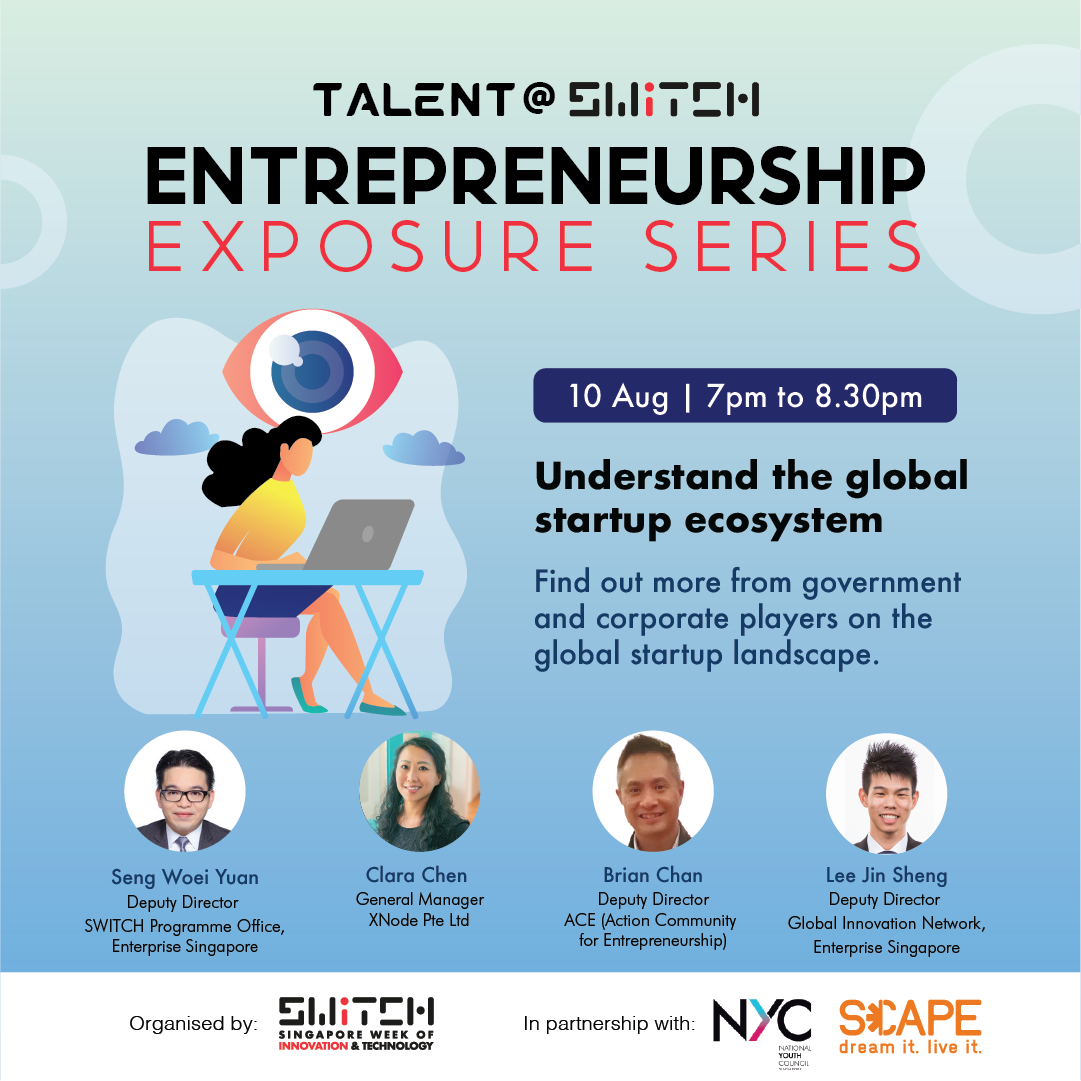 TALENT@ SWiTCH
ENTREPRENEURSHIP
EXPOSURE SERIES
10 Aug | 7pm to 8.30pm
Understand the global
startup ecosystem
Find out more from government
and corporate players on the
global startup landscape.
Seng Woei Yuan
Deputy Director
SWITCH Programme Office,
Enterprise Singapore
Clara Chen
General Manager
XNode Pte Ltd
Brian Chan
Deputy Director
ACE (Action Community
for Entrepreneurship)
Lee Jin Sheng
Deputy Director
Global Innovation Network,
Enterprise Singapore
Organised by:
SWiTCH
SINGAPORE WEEK OF
INNOVATION & TECHNOLOGY
In partnership with:
NYC
NATIONAL
YOUTH
COUNCIL
SCAPE
dream it. live it.